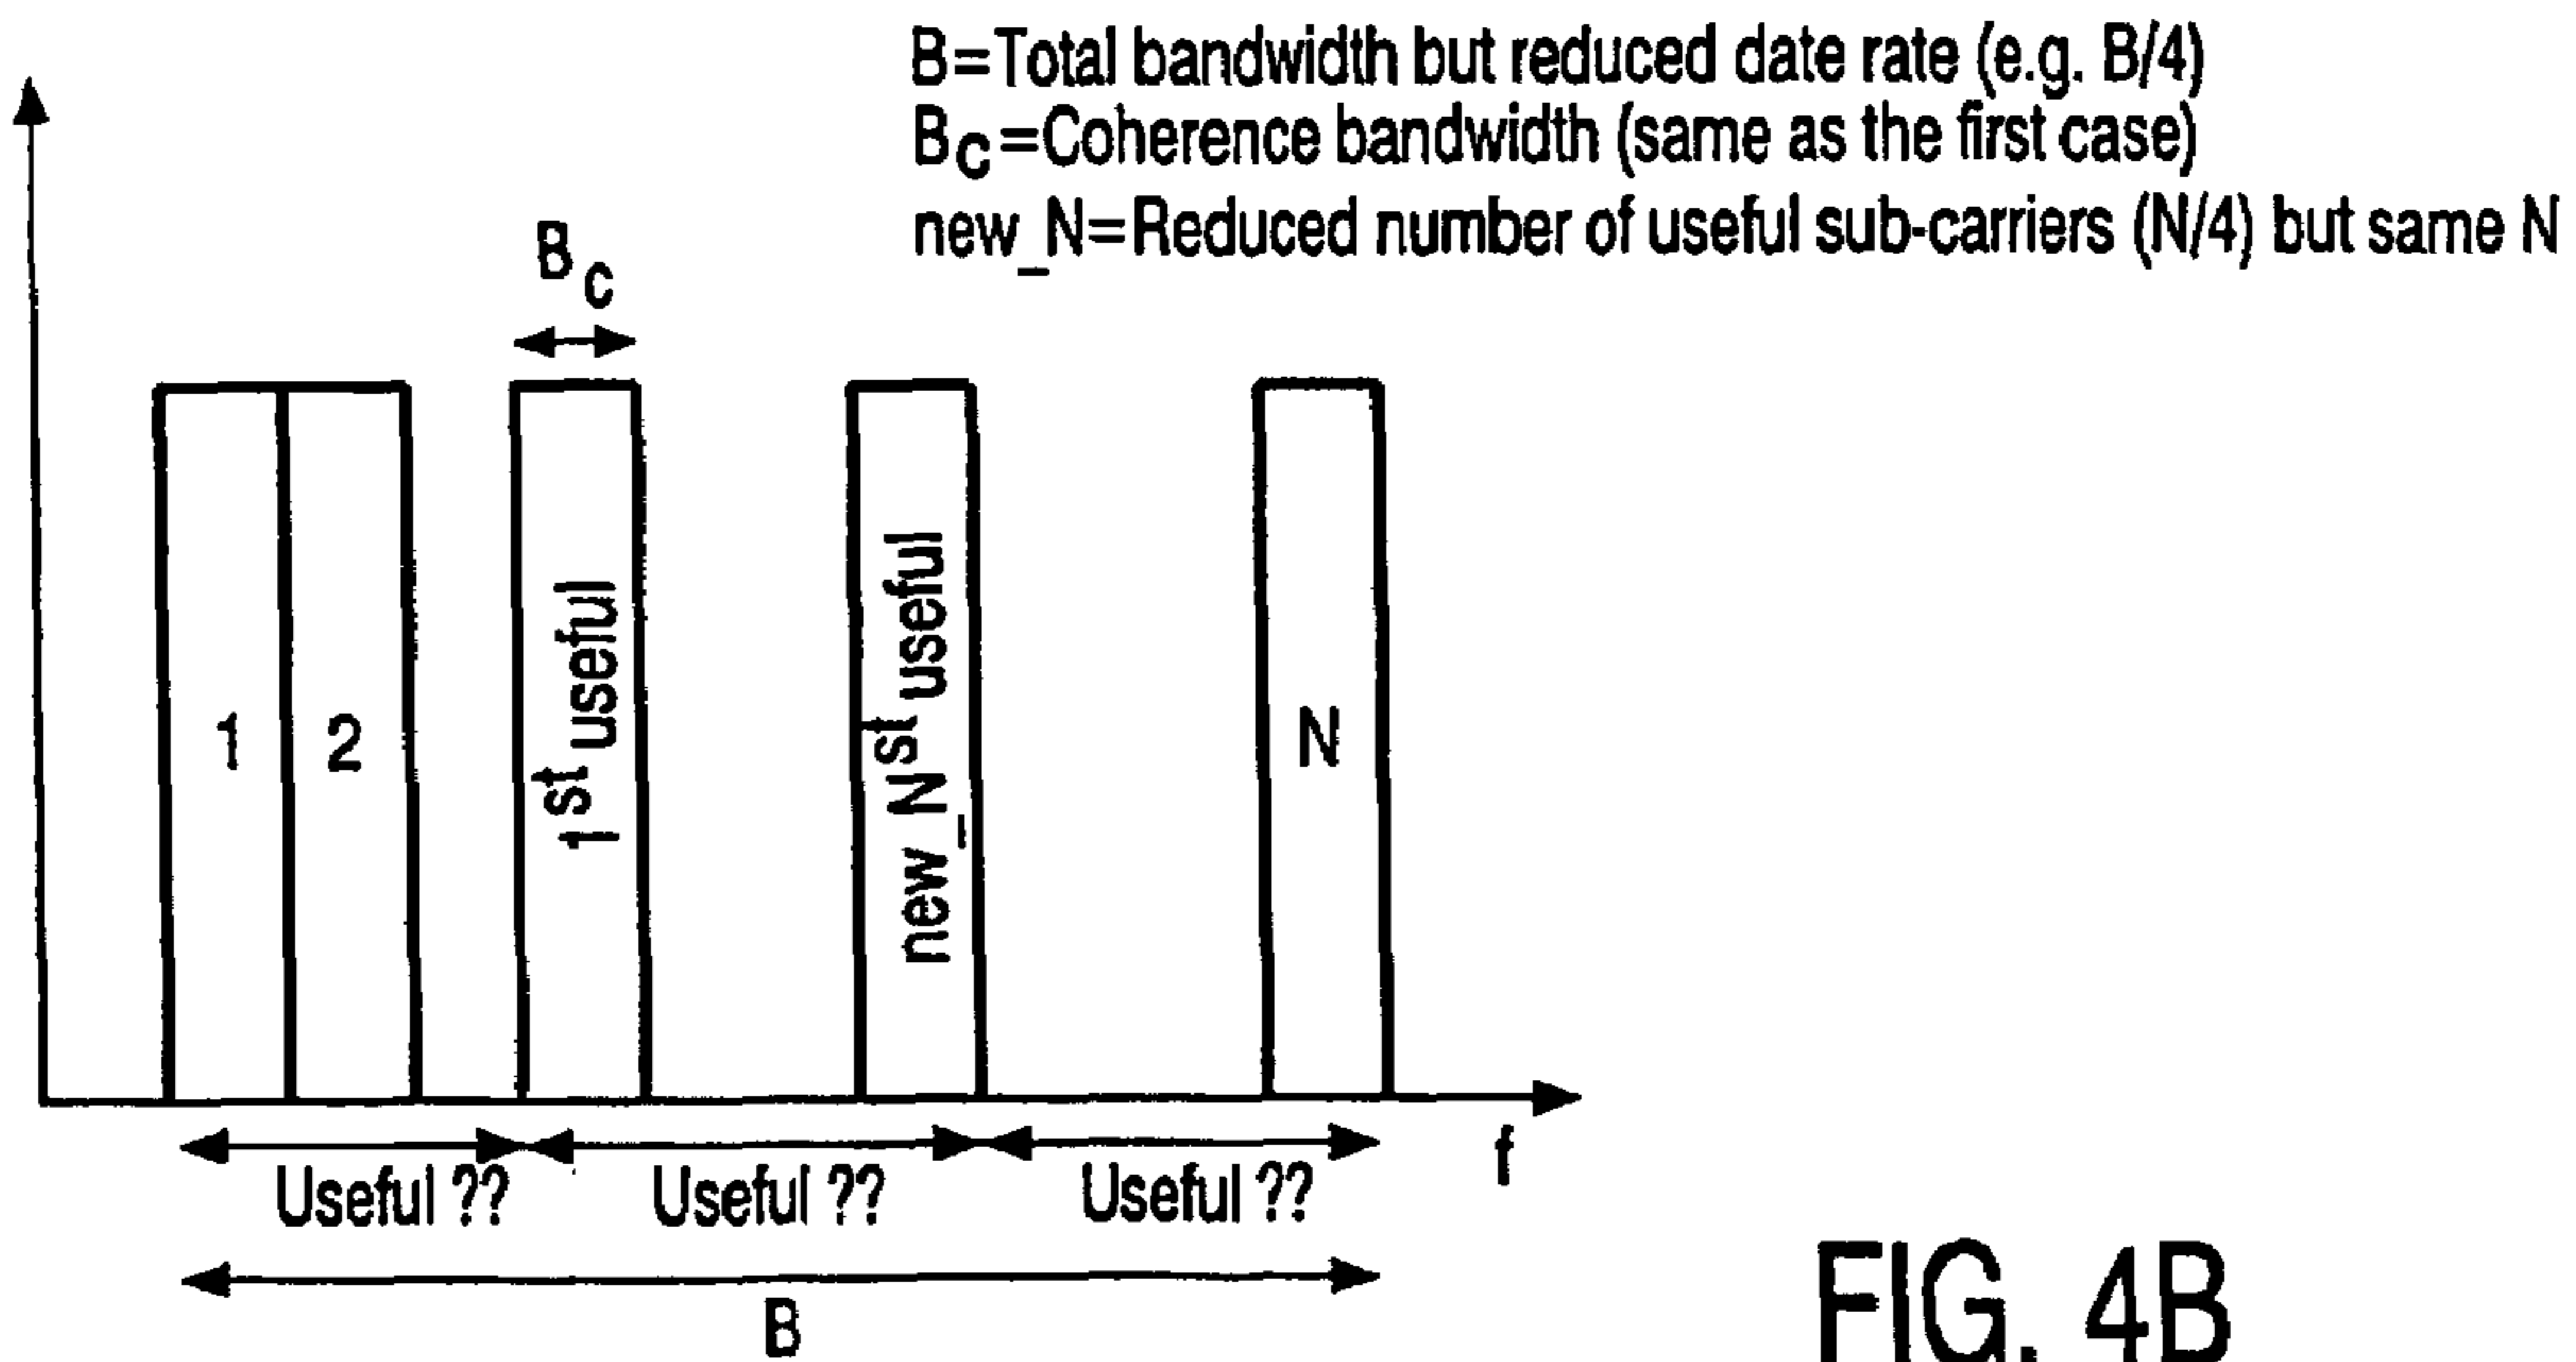 B=Total bandwidth but reduced date rate (e.g. B/4)
Bc=Coherence bandwidth (same as the first case)
new_N=Reduced number of useful sub-carriers (N/4) but same N
Bc
1
2
1st useful
new_Nst useful
N
f
Useful ??
Useful ??
Useful ??
B
FIG. 4B